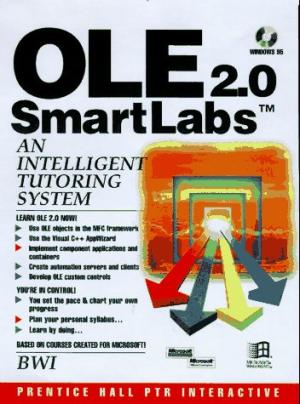 WINDOWS 95
OLE 2.0
SmartLabs™
AN
INTELLIGENT
TUTORING
SYSTEM
LEARN OLE 2.0 NOW!
Use OLE objects in the MFC framework
Use the Visual C++ AppWizard
Implement component applications and
containers
Create automation servers and clients
Develop OLE custom controls
YOU'RE IN CONTROL!
You set the pace & chart your own
progress
Plan your personal syllabus...
Learn by doing...
BASED ON COURSES CREATED FOR MICROSOFT!
BWI
PRENTICE HALL PTR INTERACTIVE